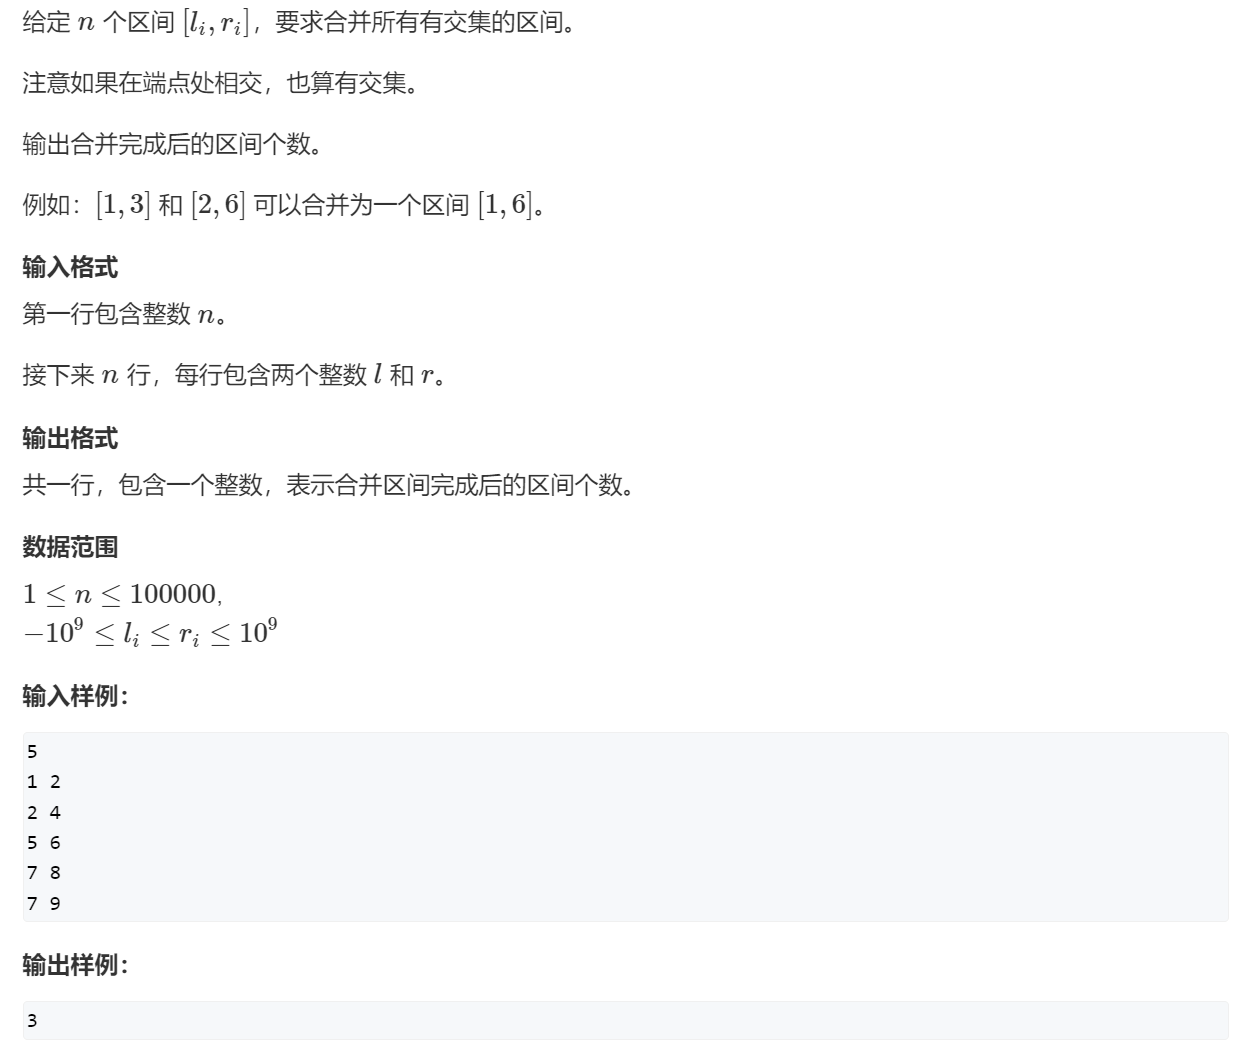 给定 n 个区间 [l_i, r_i]，要求合并所有有交集的区间。
注意如果在端点处相交，也算有交集。
输出合并完成后的区间个数。
例如：[1, 3] 和 [2, 6] 可以合并为一个区间 [1, 6]。
输入格式
第一行包含整数 n。
接下来 n 行，每行包含两个整数 l 和 r。
输出格式
共一行，包含一个整数，表示合并区间完成后的区间个数。
数据范围
1 ≤ n ≤ 100000,
−10^9 ≤ l_i ≤ r_i ≤ 10^9
输入样例：
5
1 2
2 4
5 6
7 8
7 9
输出样例：
3